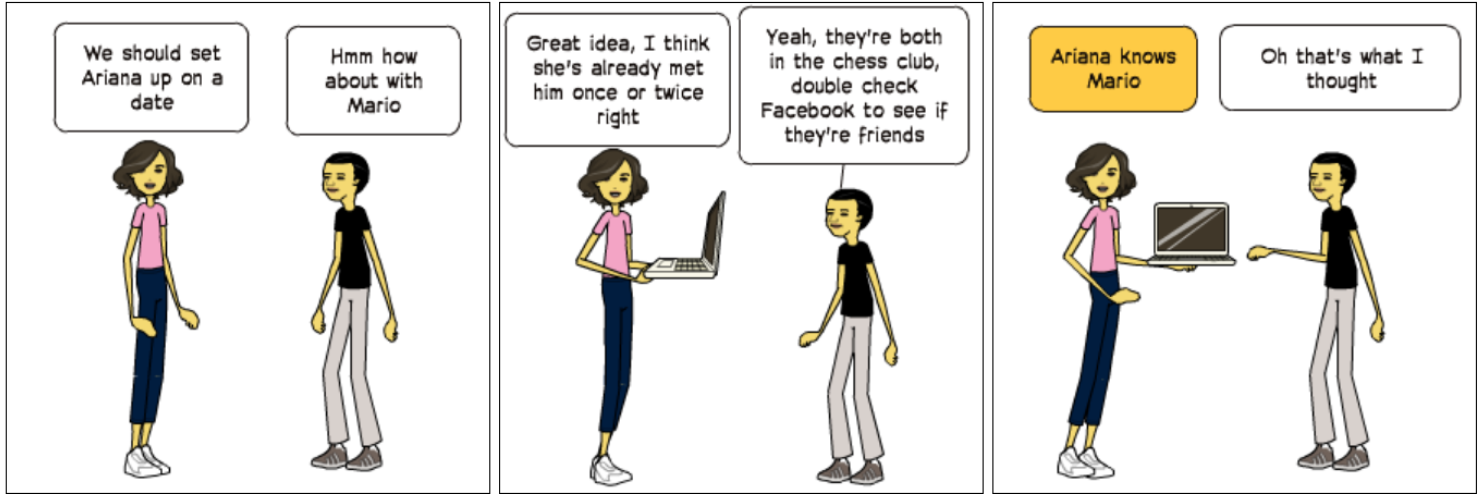 We should set
Ariana up on a
date
Hmm how
about with
Mario
Great idea, I think
she's already met
him once or twice
right
Yeah, they're both
in the chess club,
double check
Facebook to see if
they're friends
Ariana knows
Mario
Oh that's what I
thought